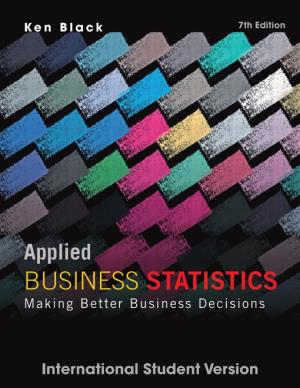 Ken Black 7th Edition
Applied
BUSINESS STATISTICS
Making Better Business Decisions
International Student Version